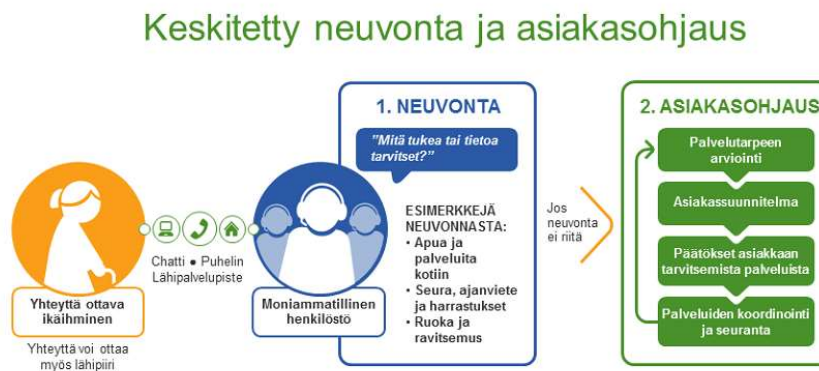 Keskitetty neuvonta ja asiakasohjaus
Yhteyttä ottava
ikäihminen
Yhteyttä voi ottaa
myös lähipiiri
Chatti ● Puhelin
Lähipalvelupiste
Moniammatillinen
henkilöstö
1. NEUVONTA
"Mitä tukea tai tietoa
tarvitset?"
ESIMERKKEJÄ
NEUVONNASTA:
• Apua ja
palveluita
kotiin
• Seura, ajanviete
ja harrastukset
• Ruoka ja
ravitsemus
Jos
neuvonta
ei riitä
2. ASIAKASOHJAUS
Palvelutarpeen
arviointi
Asiakassuunnitelma
Päätökset asiakkaan
tarvitsemista palveluista
Palveluiden koordinointi
ja seuranta